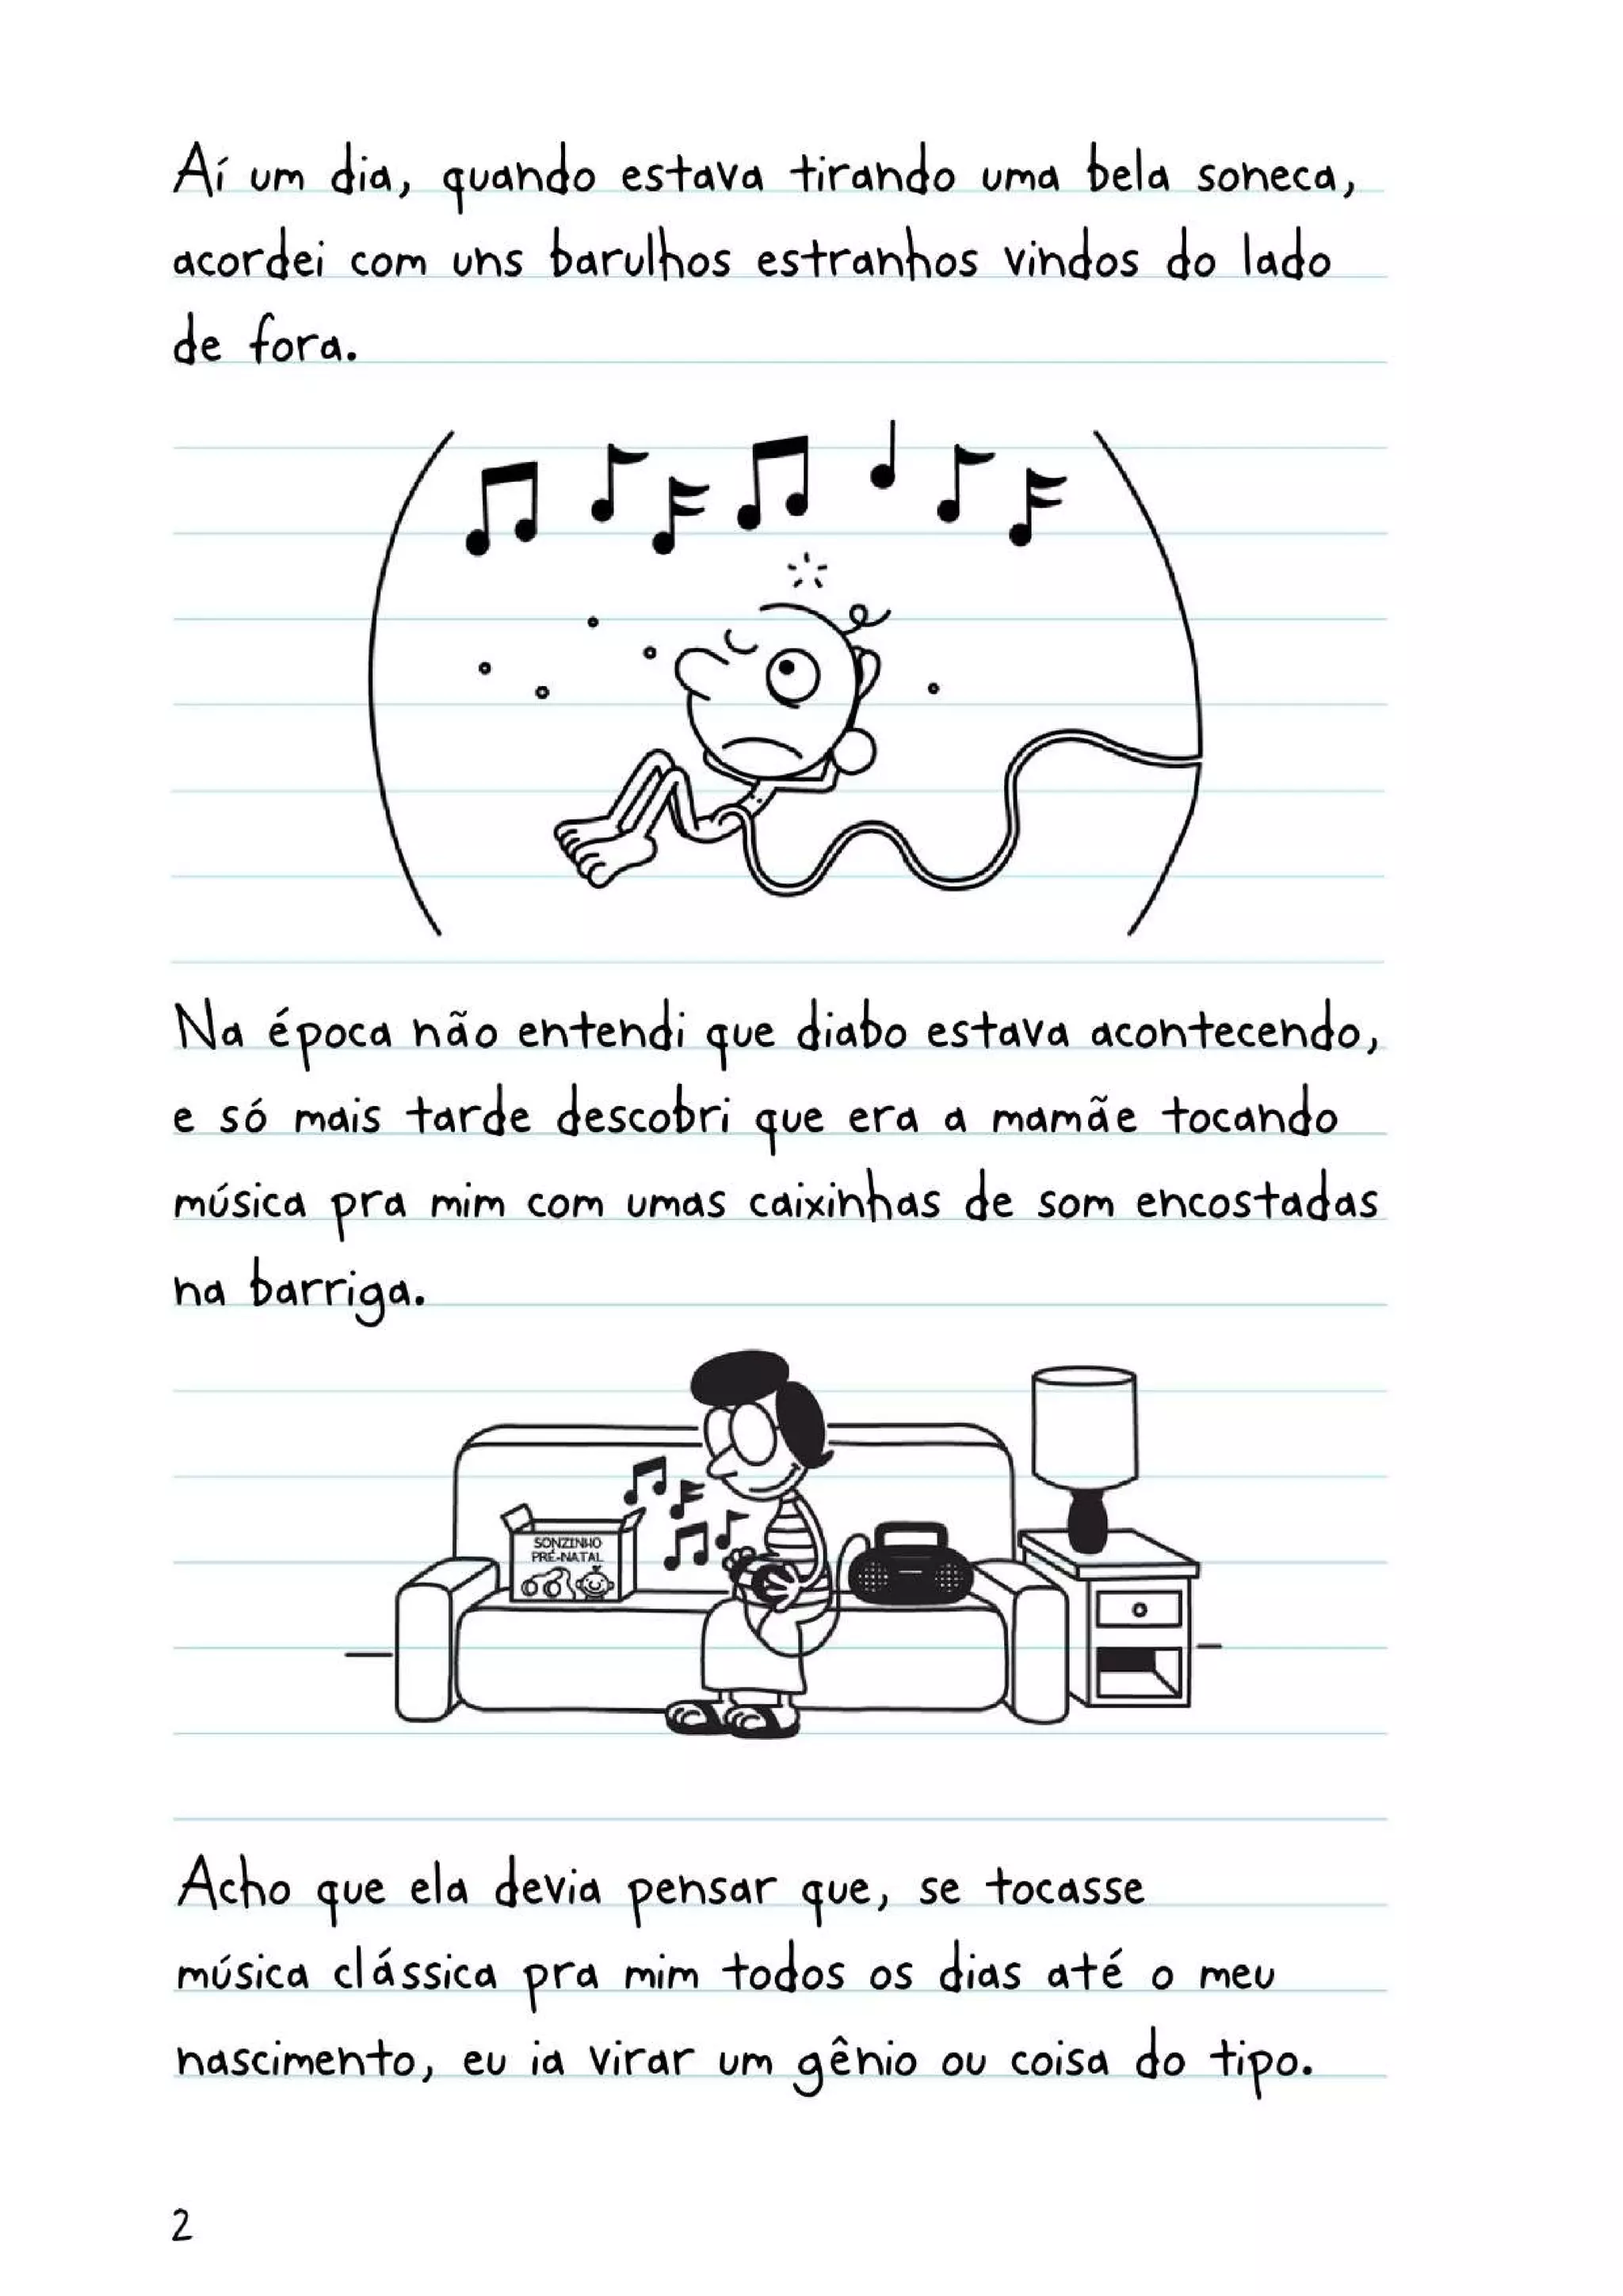 Aí um dia, quando estava tirando uma bela soneca,
acordei com uns barulhos estranhos vindos do lado
de fora.
Na época não entendi que diabo estava acontecendo,
e só mais tarde descobri que era a mamãe tocando
música pra mim com umas caixinhas de som encostadas
na barriga.
SONZINHO
PRÉ-NATAL
Acho que ela devia pensar que, se tocasse
música clássica pra mim todos os dias até o meu
nascimento, eu ia virar um gênio ou coisa do tipo.
2